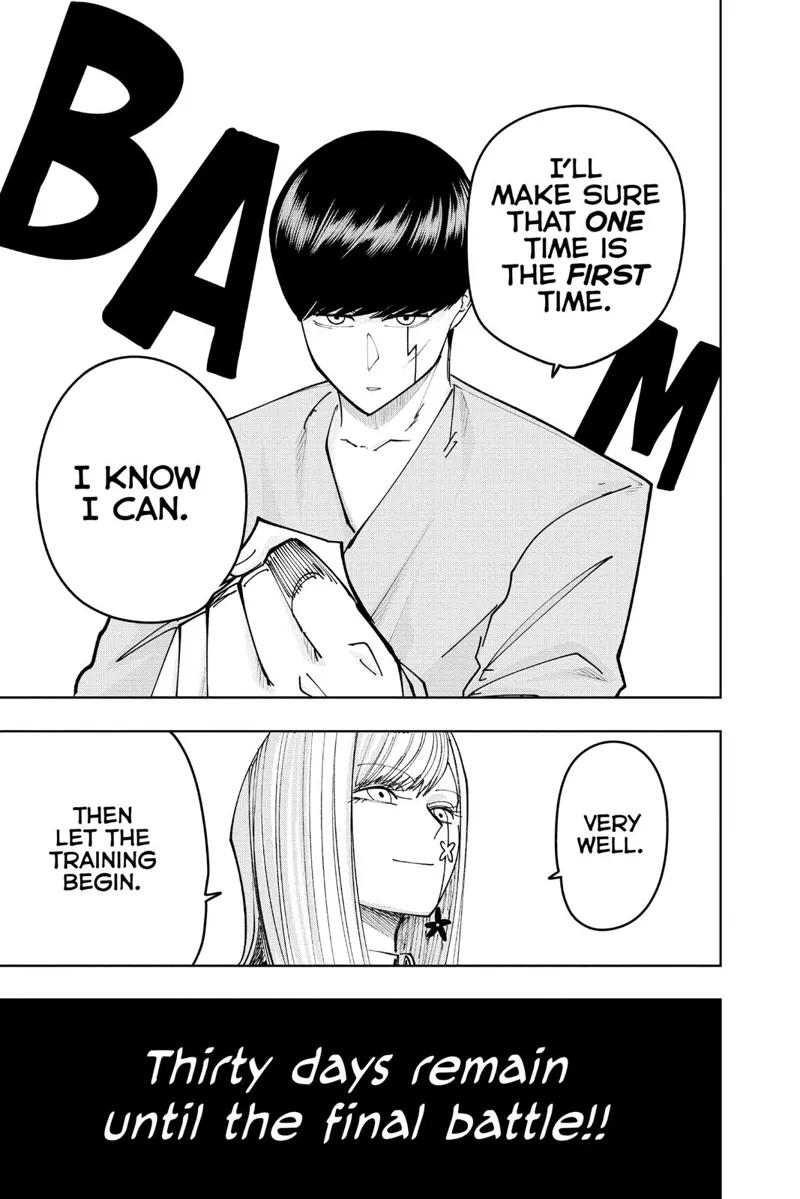 BAM
I'LL
MAKE SURE
THAT ONE
TIME IS
THE FIRST
TIME.
I KNOW
I CAN.
VERY
WELL.
THEN
LET THE
TRAINING
BEGIN.
Thirty days remain
until the final battle!!